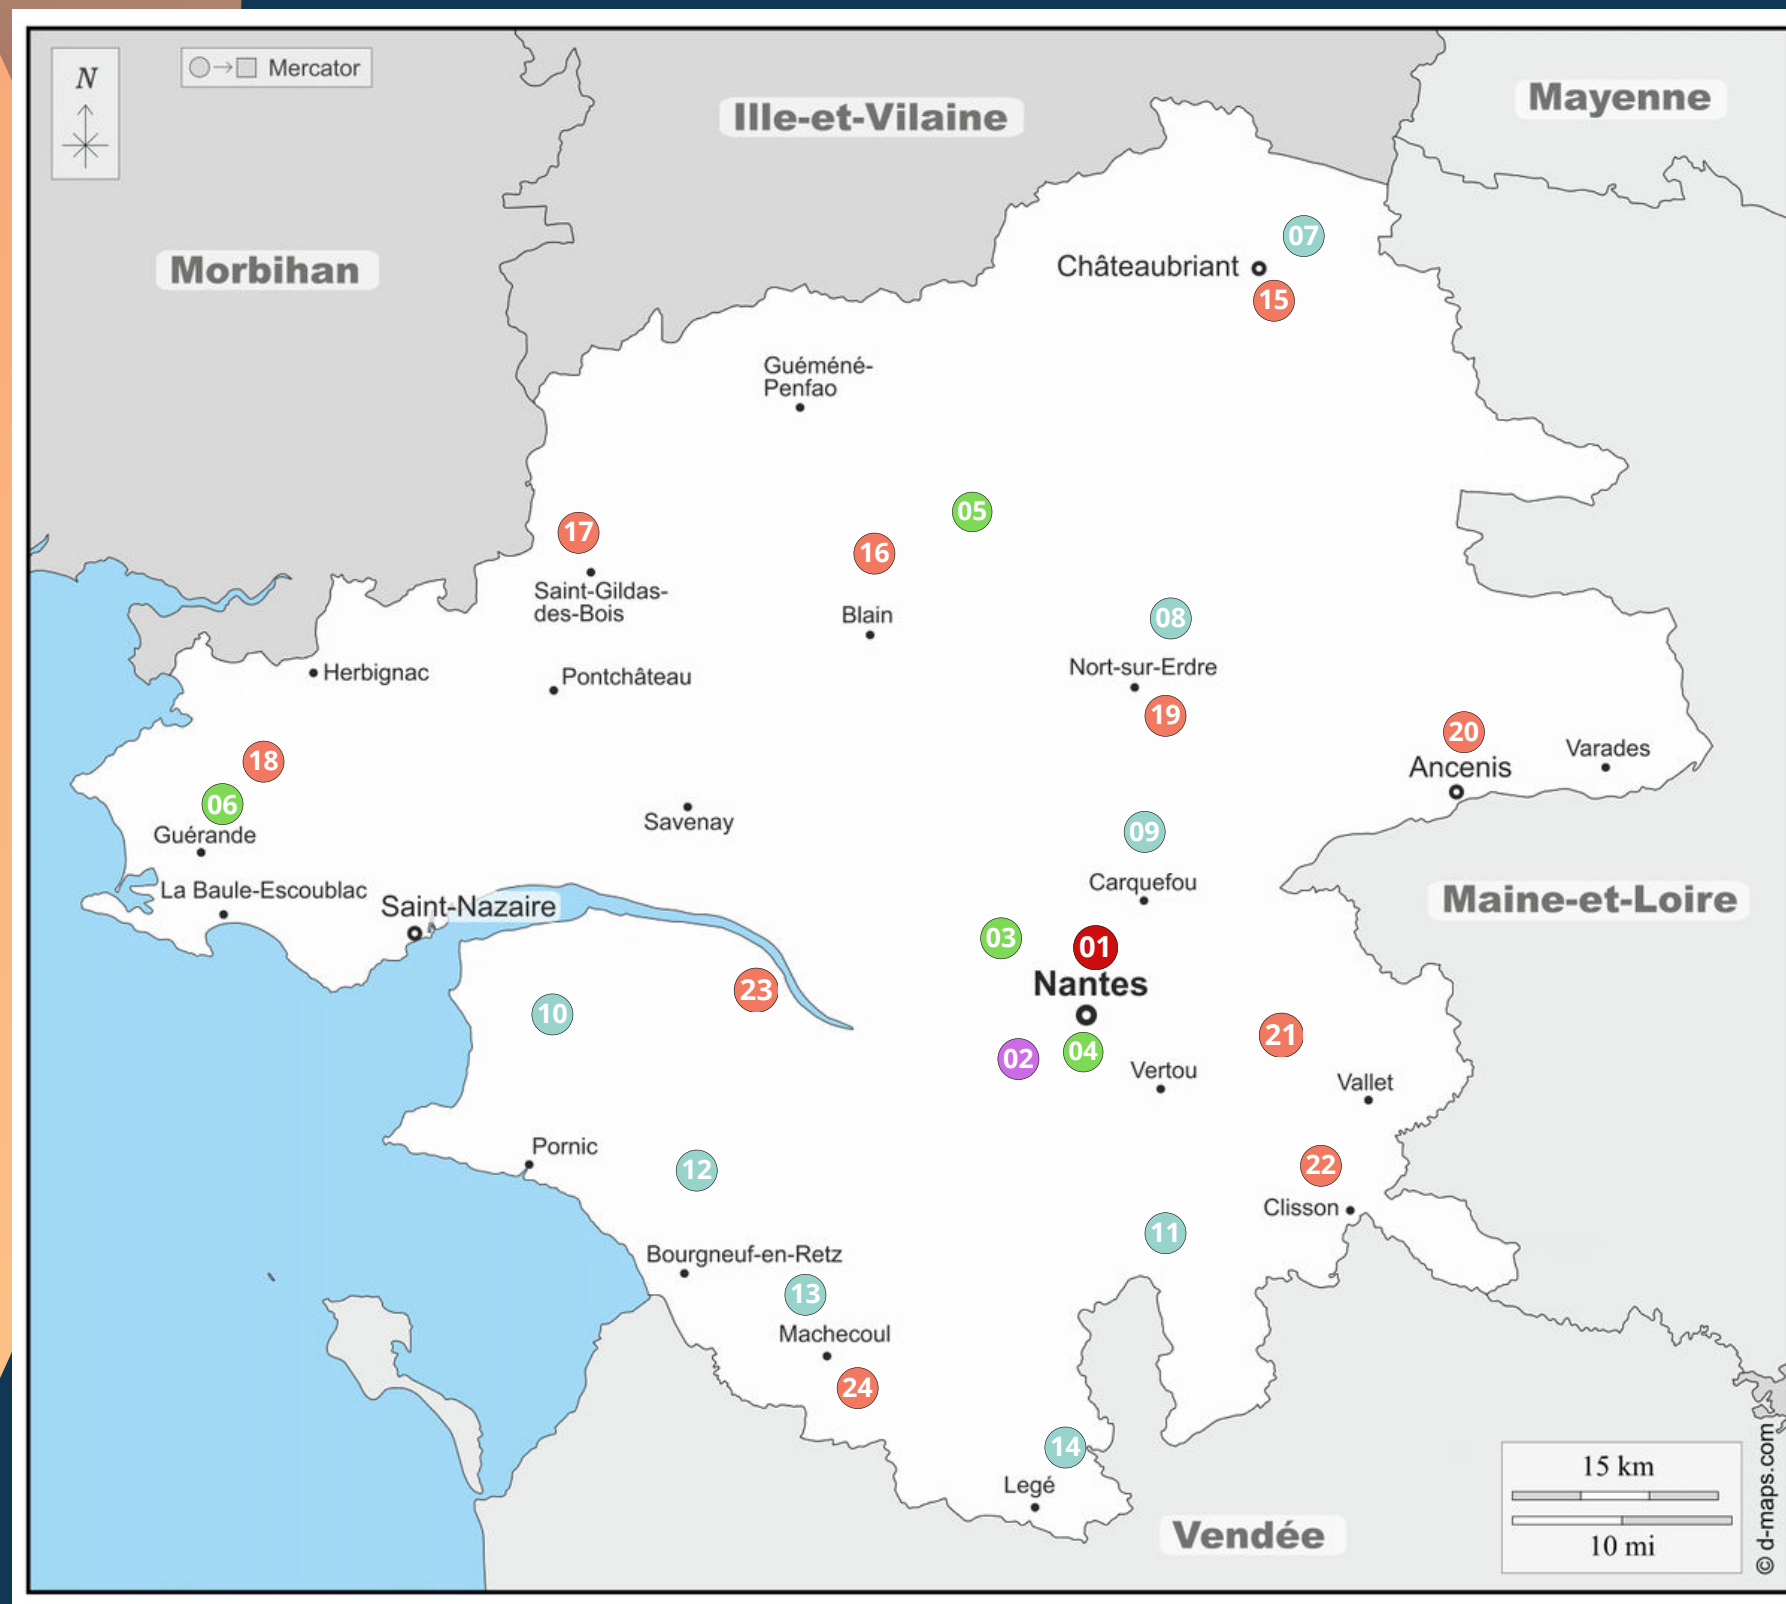 N
Mercator
Ille-et-Vilaine
Mayenne
Morbihan
07
Châteaubriant
15
Guéméné-
Penfao
05
17
16
Saint-Gildas-
des-Bois
Blain
08
Nort-sur-Erdre
Herbignac
Pontchâteau
19
20
Varades
Ancenis
18
06
Guérande
Savenay
09
Carquefou
La Baule-Escoublac
Saint-Nazaire
Maine-et-Loire
03
01
Nantes
23
10
21
02
04
Vertou
Vallet
Pornic
12
22
Clisson
11
Bourgneuf-en-Retz
13
Machecoul
24
14
Legé
Vendée
15 km
10 mi
© d-maps.com